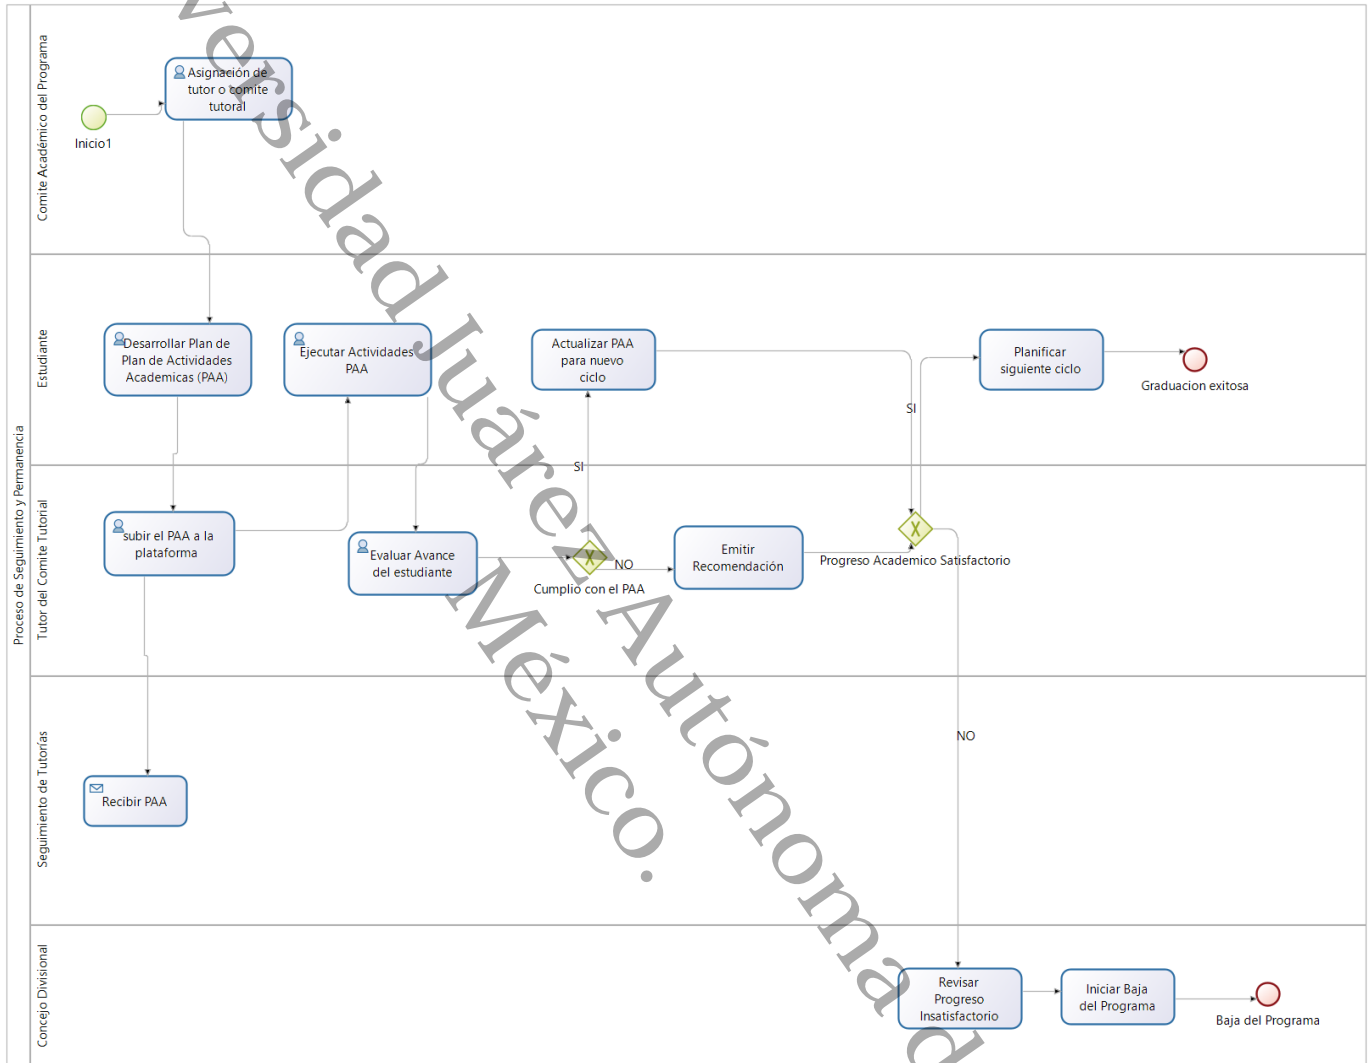 Proceso de Seguimiento y Permanencia
Comite Académico del Programa
Inicio1
Asignación de
tutor o comite
tutoral
Estudiante
Desarrollar Plan de
Plan de Actividades
Academicas (PAA)
Ejecutar Actividades
PAA
Actualizar PAA
para nuevo
ciclo
SI
Planificar
siguiente ciclo
Graduacion exitosa
Tutor del Comite Tutorial
subir el PAA a la
plataforma
Evaluar Avance
del estudiante
SI
NO
Cumplio con el PAA
Emitir
Recomendación
Progreso Academico Satisfactorio
Seguimiento de Tutorías
Recibir PAA
NO
Concejo Divisional
Revisar
Progreso
Insatisfactorio
Iniciar Baja
del Programa
Baja del Programa
versidad Juárez Autónoma d
México.